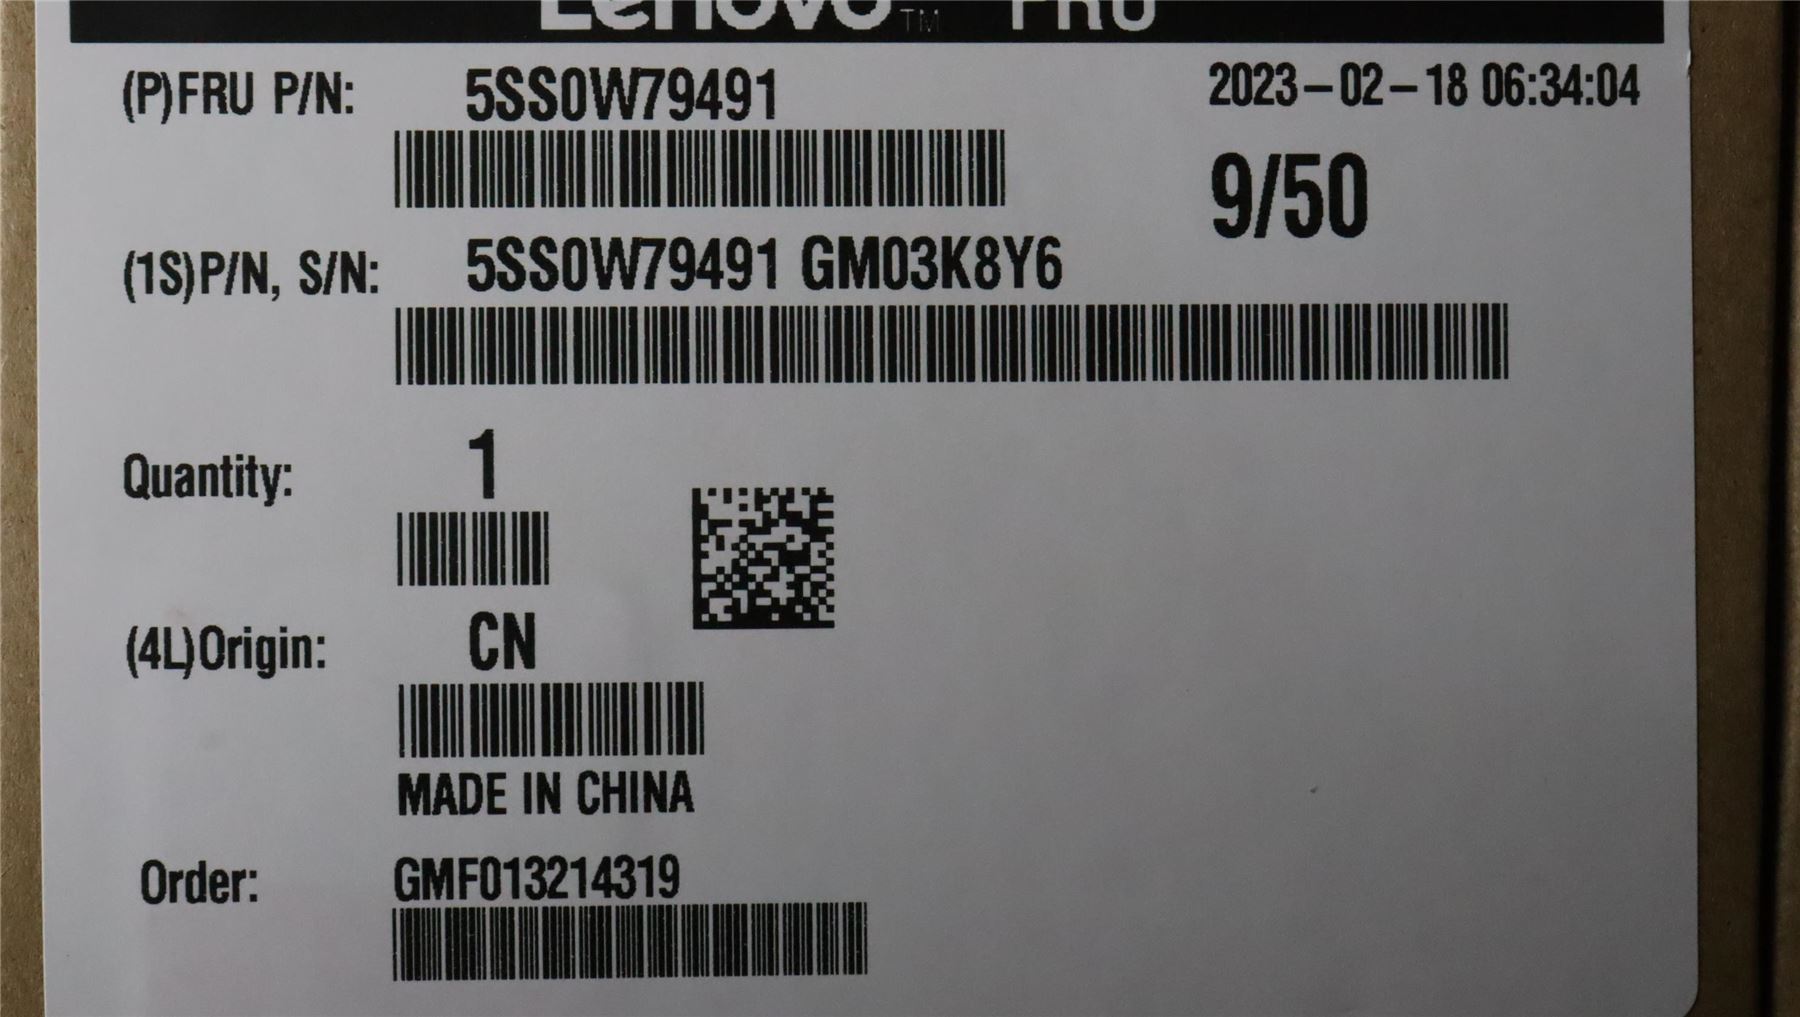 Lenovo™ FRU
(P)FRU P/N: 5SS0W79491 2023-02-18 06:34:04
9/50
(1S)P/N, S/N: 5SS0W79491 GM03K8Y6
Quantity: 1
(4L)Origin: CN
MADE IN CHINA
Order: GMF013214319